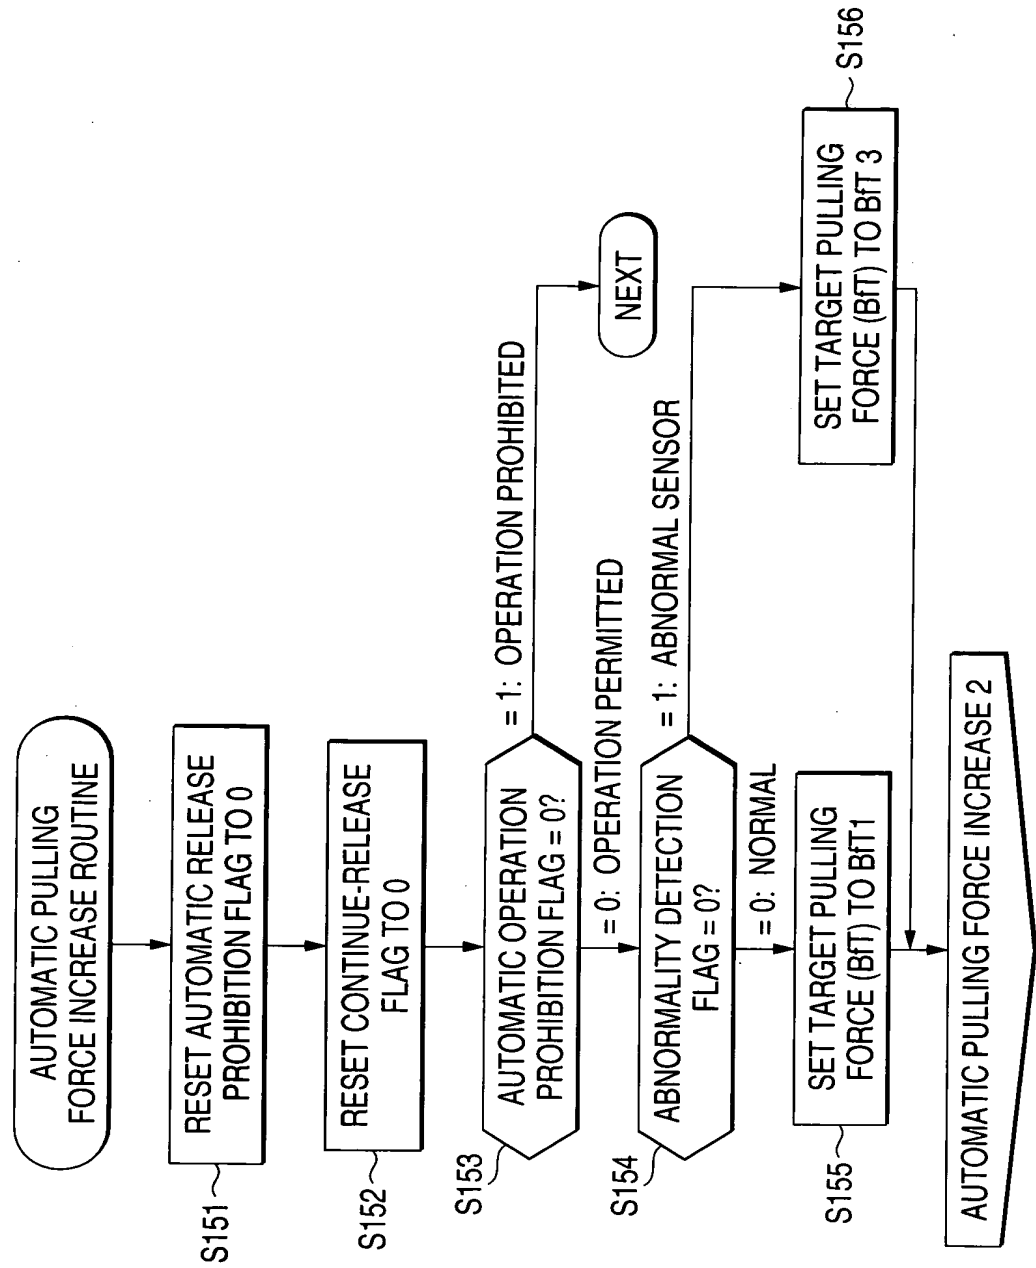 AUTOMATIC PULLING
FORCE INCREASE ROUTINE
S151
RESET AUTOMATIC RELEASE
PROHIBITION FLAG TO 0
S152
RESET CONTINUE-RELEASE
FLAG TO 0
S153
AUTOMATIC OPERATION
PROHIBITION FLAG = 0?
= 1: OPERATION PROHIBITED
NEXT
= 0: OPERATION PERMITTED
S154
ABNORMALITY DETECTION
FLAG = 0?
= 1: ABNORMAL SENSOR
= 0: NORMAL
S155
SET TARGET PULLING
FORCE (BfT) TO BfT1
S156
SET TARGET PULLING
FORCE (BfT) TO BfT 3
AUTOMATIC PULLING FORCE INCREASE 2